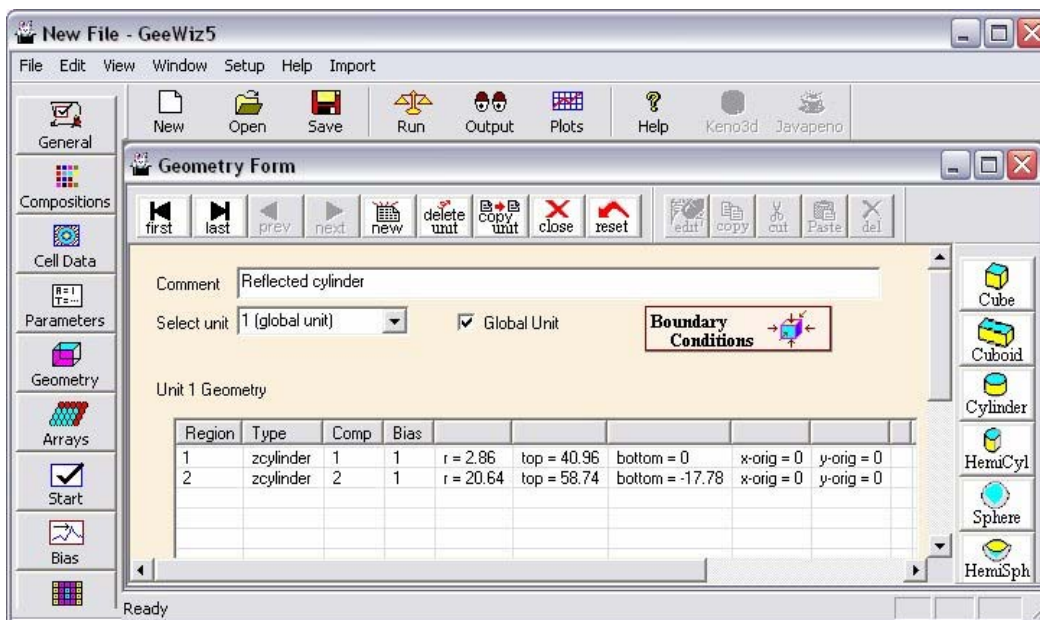 New File - GeeWiz5
File Edit View Window Setup Help Import
General
Compositions
Cell Data
Parameters
Geometry
Arrays
Start
Bias
New Open Save Run Output Plots Help Keno3d Javapeno
Geometry Form
first last prev next new delete unit copy unit close reset edit copy cut Paste del
Comment Reflected cylinder
Select unit 1 (global unit) Global Unit Boundary Conditions
Unit 1 Geometry
Region Type Comp Bias
1 zcylinder 1 1 r = 2.86 top = 40.96 bottom = 0 x-orig = 0 y-orig = 0
2 zcylinder 2 1 r = 20.64 top = 58.74 bottom = -17.78 x-orig = 0 y-orig = 0
Cube
Cuboid
Cylinder
HemiCyl
Sphere
HemiSph
Ready